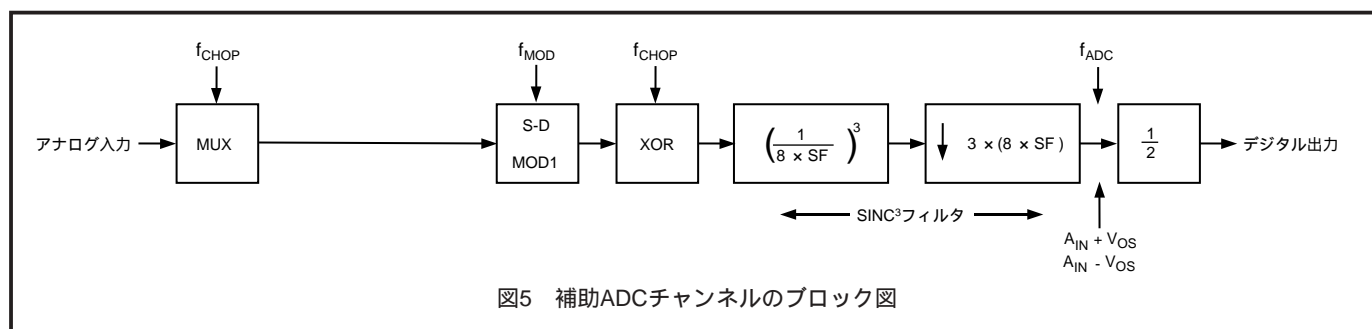 fCHOP
fMOD
fCHOP
fADC
アナログ入力
MUX
S-D
MOD1
XOR
(1/8 × SF)3
3 × (8 × SF)
1/2
デジタル出力
SINC3フィルタ
AIN + VOS
AIN - VOS
図5 補助ADCチャンネルのブロック図